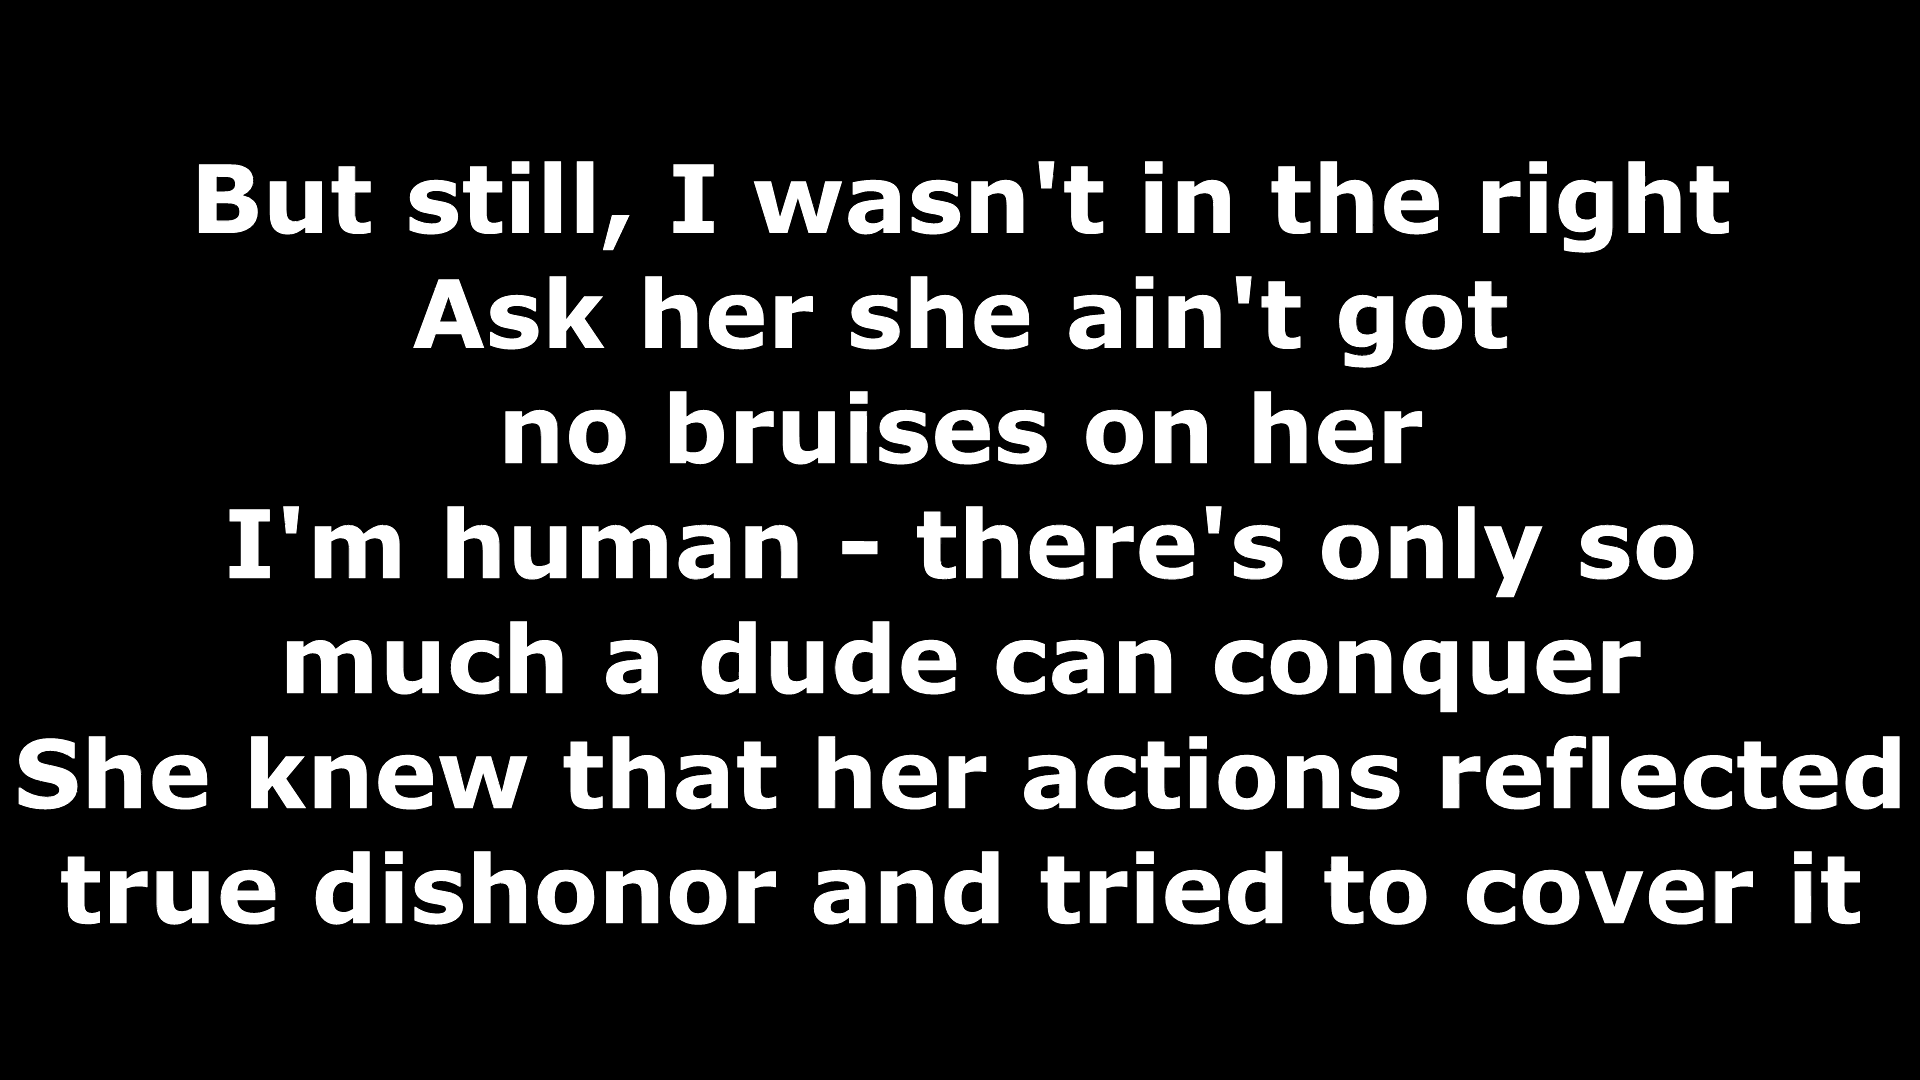 But still, I wasn't in the right
Ask her she ain't got
no bruises on her
I'm human - there's only so
much a dude can conquer
She knew that her actions reflected
true dishonor and tried to cover it